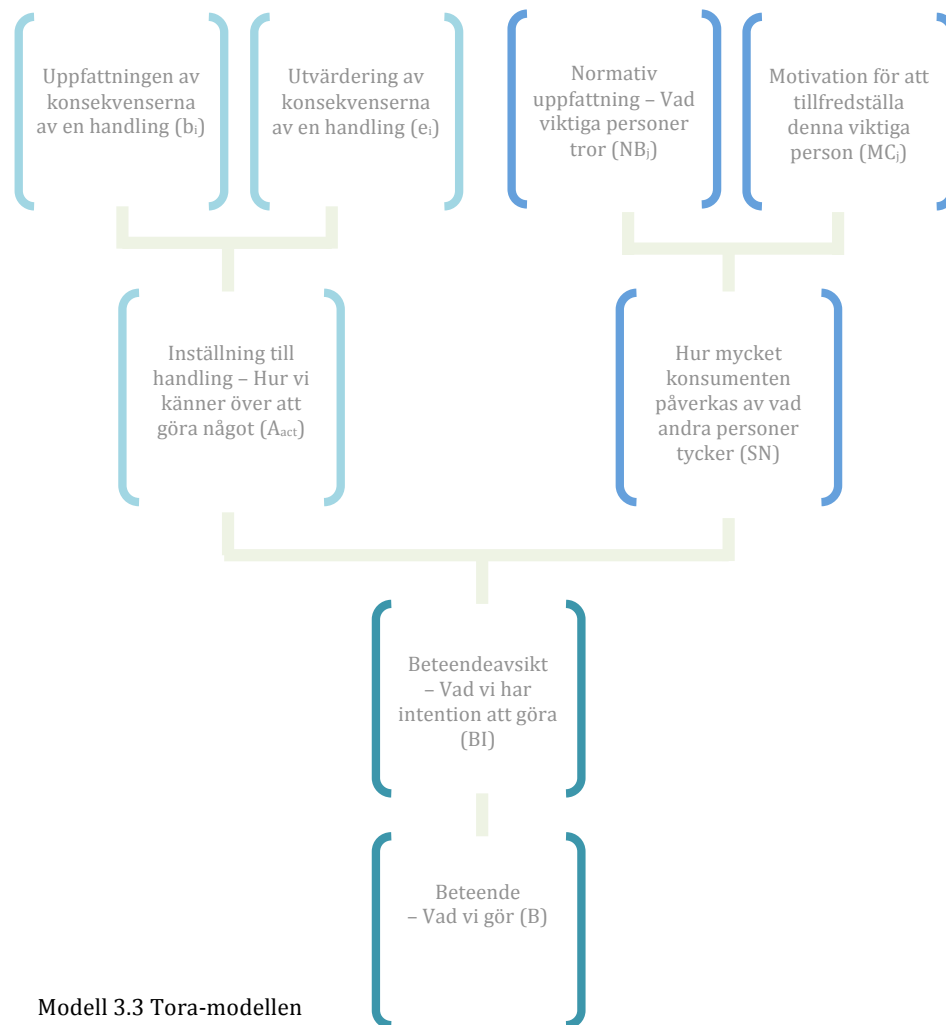 Uppfattningen av
konsekvenserna
av en handling (bᵢ)
Utvärdering av
konsekvenserna
av en handling (eᵢ)
Normativ
uppfattning – Vad
viktiga personer
tror (NBⱼ)
Motivation för att
tillfredställa
denna viktiga
person (MCⱼ)
Inställning till
handling – Hur vi
känner över att
göra något (Aact)
Hur mycket
konsumenten
påverkas av vad
andra personer
tycker (SN)
Beteendeavsikt
– Vad vi har
intention att göra
(BI)
Beteende
– Vad vi gör (B)
Modell 3.3 Tora-modellen